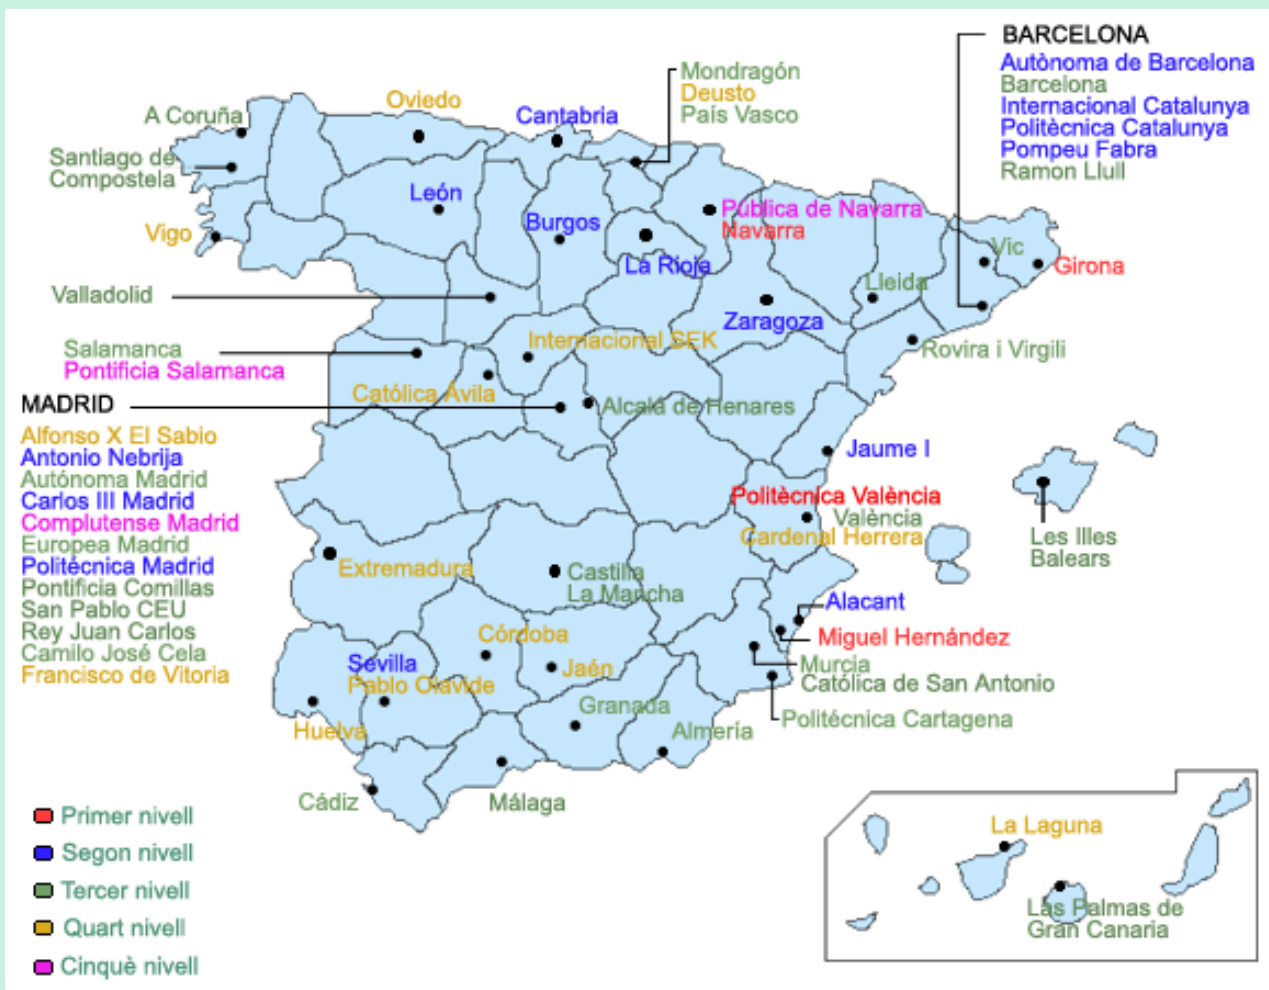 BARCELONA
Autònoma de Barcelona
Barcelona
Internacional Catalunya
Politècnica Catalunya
Pompeu Fabra
Ramon Llull
Mondragón
Deusto
País Vasco
Oviedo
Cantabria
A Coruña
Santiago de
Compostela
León
Burgos
Pública de Navarra
Navarra
Vigo
La Rioja
Vic
Girona
Lleida
Valladolid
Zaragoza
Internacional SEK
Rovira i Virgili
Salamanca
Pontificia Salamanca
Católica Ávila
MADRID
Alfonso X El Sabio
Antonio Nebrija
Autónoma Madrid
Carlos III Madrid
Complutense Madrid
Europea Madrid
Politécnica Madrid
Pontificia Comillas
San Pablo CEU
Rey Juan Carlos
Camilo José Cela
Francisco de Vitoria
Alcalá de Henares
Jaume I
Politècnica València
València
Cardenal Herrera
Les Illes
Balears
Extremadura
Castilla
La Mancha
Alacant
Miguel Hernández
Córdoba
Sevilla
Pablo Olavide
Jaén
Murcia
Católica de San Antonio
Granada
Politécnica Cartagena
Huelva
Almería
Cádiz
Málaga
La Laguna
Las Palmas de
Gran Canaria
Primer nivell
Segon nivell
Tercer nivell
Quart nivell
Cinquè nivell